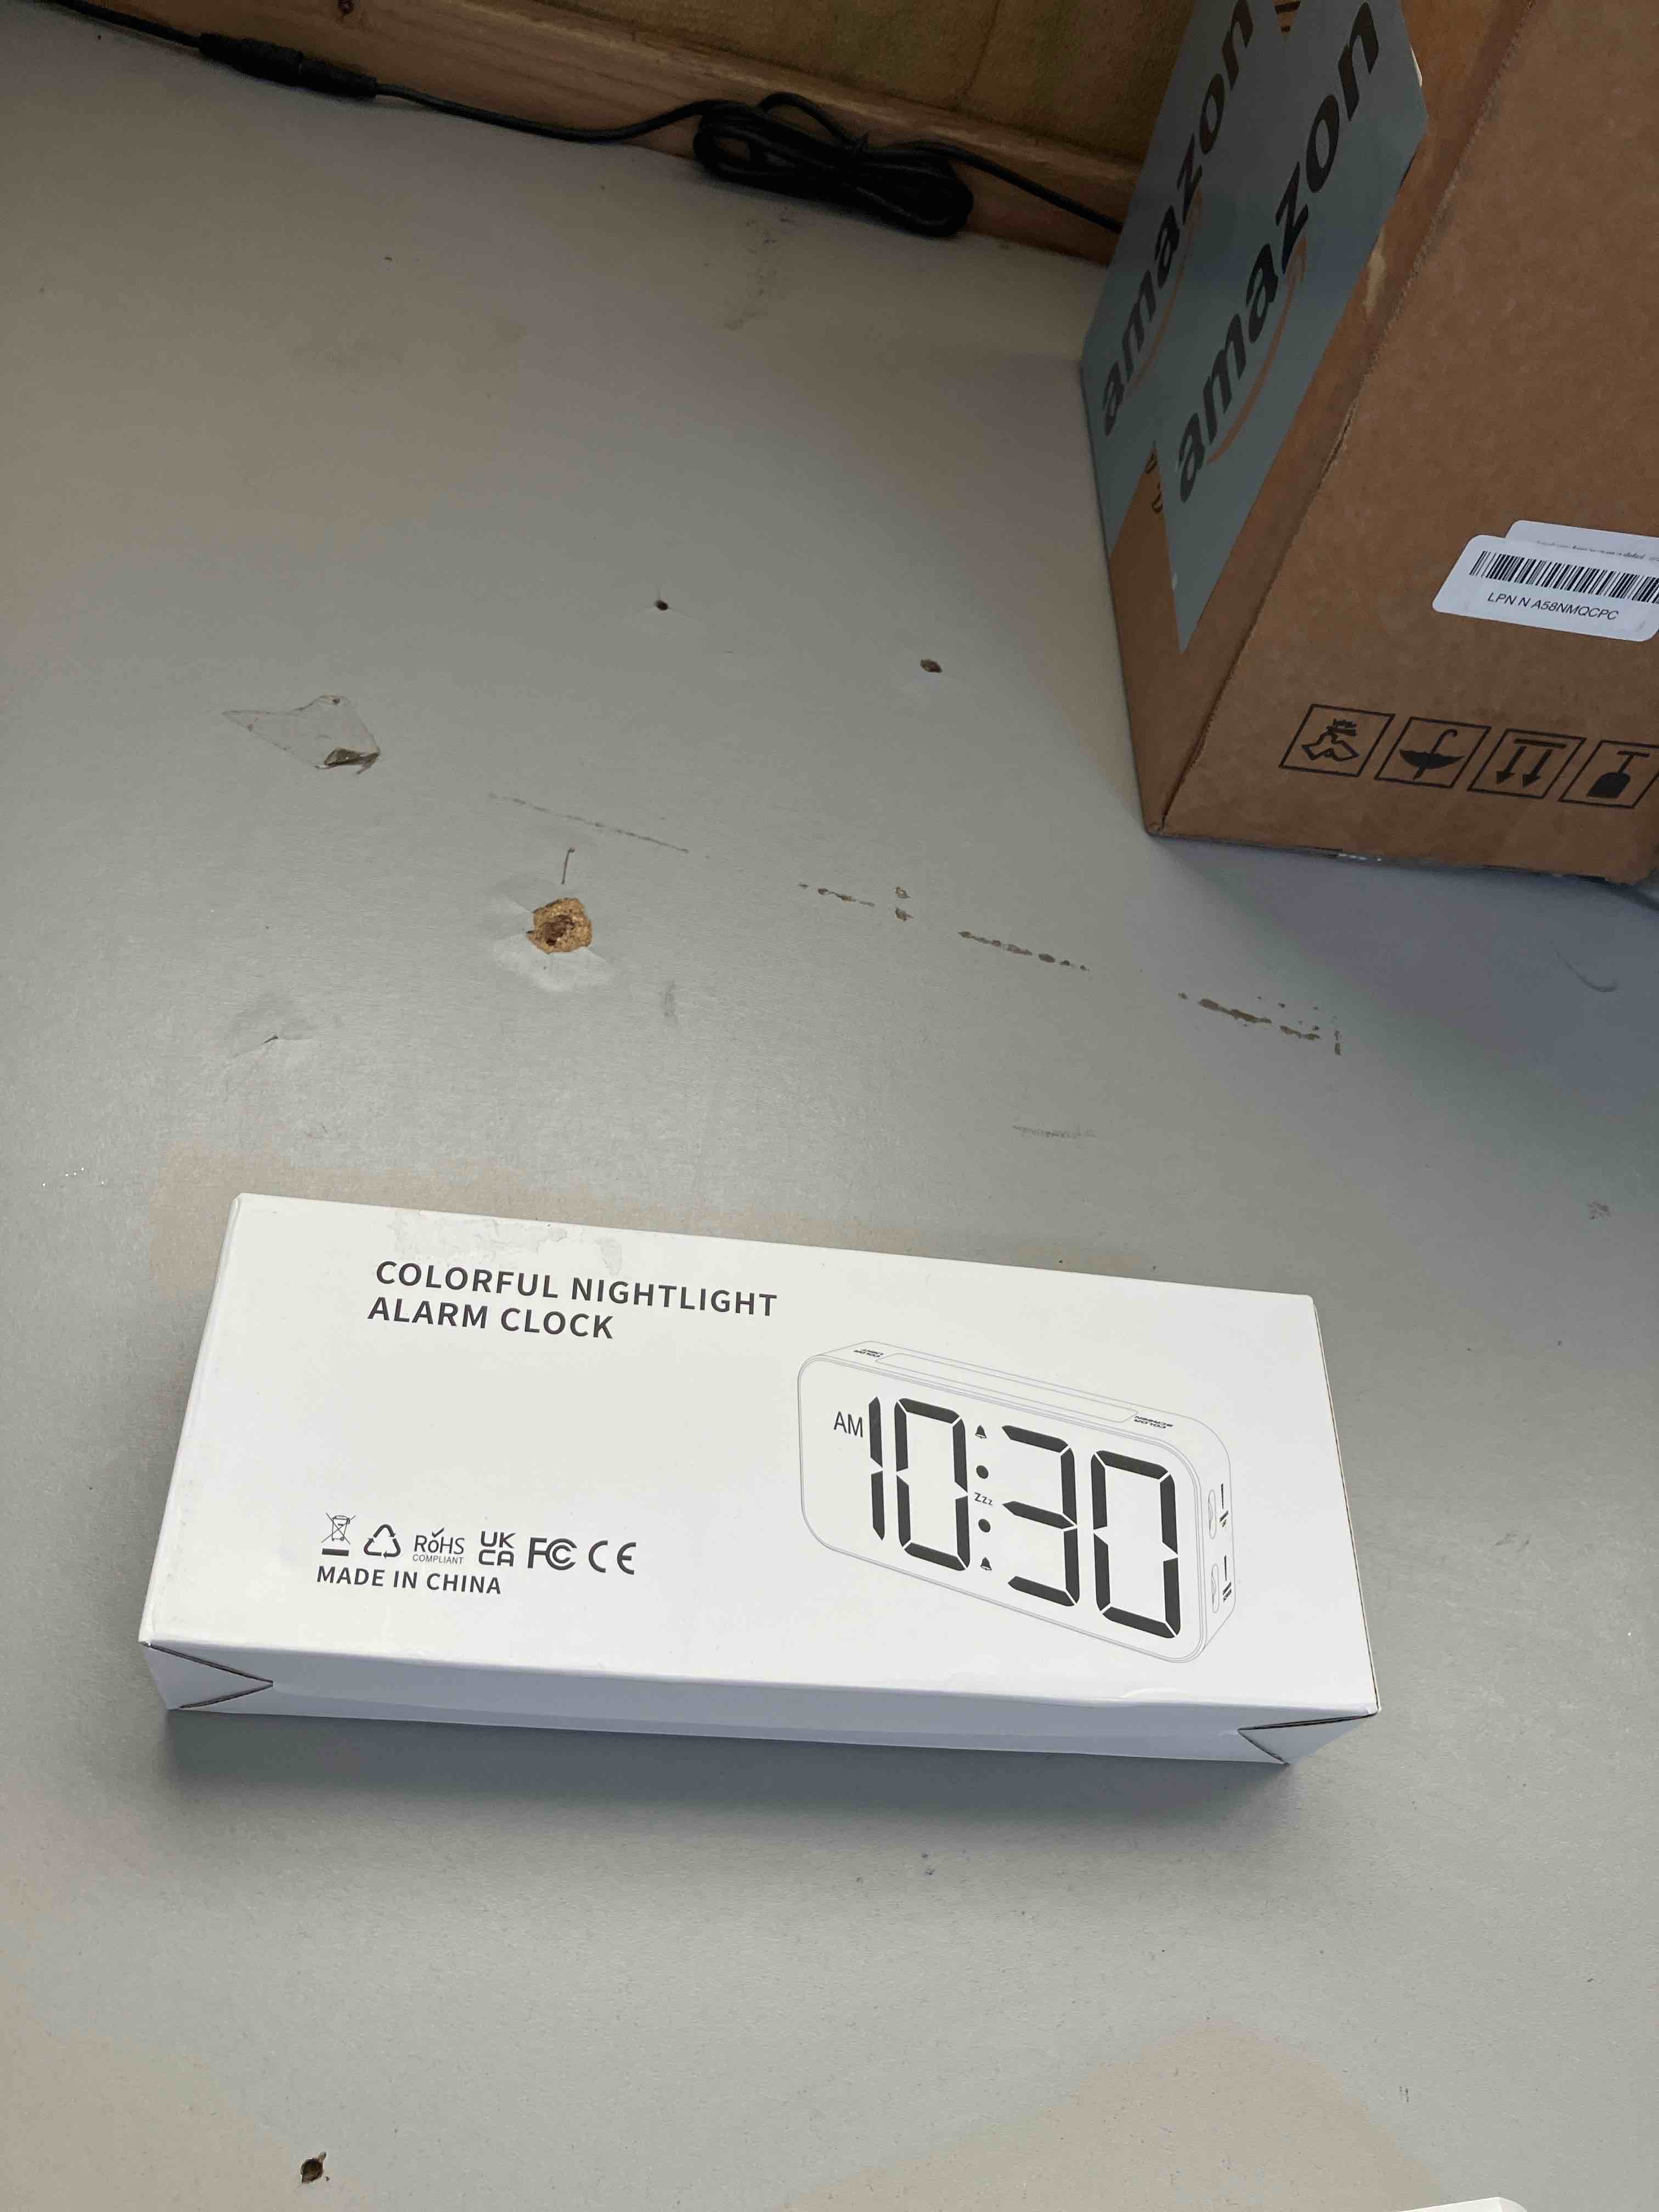 amazon
amazon
LPN N A58NMQCPC
COLORFUL NIGHTLIGHT
ALARM CLOCK
AM 10:30
Zzz
RoHS
COMPLIANT
UK
CA
FC CE
MADE IN CHINA